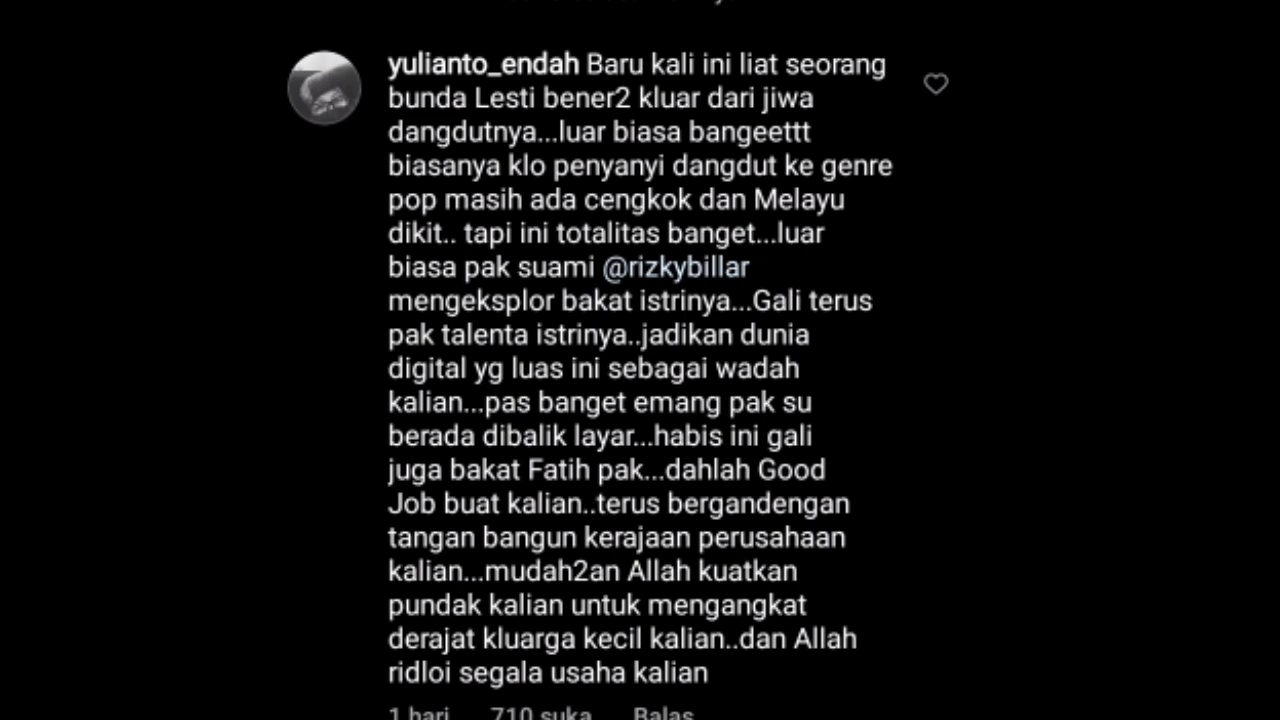 yulianto_endah Baru kali ini liat seorang
bunda Lesti bener2 kluar dari jiwa
dangdutnya...luar biasa bangeettt
biasanya klo penyanyi dangdut ke genre
pop masih ada cengkok dan Melayu
dikit.. tapi ini totalitas banget...luar
biasa pak suami @rizkybillar
mengeksplor bakat istrinya...Gali terus
pak talenta istrinya..jadikan dunia
digital yg luas ini sebagai wadah
kalian...pas banget emang pak su
berada dibalik layar...habis ini gali
juga bakat Fatih pak...dahlah Good
Job buat kalian..terus bergandengan
tangan bangun kerajaan perusahaan
kalian...mudah2an Allah kuatkan
pundak kalian untuk mengangkat
derajat kluarga kecil kalian..dan Allah
ridloi segala usaha kalian
1 hari 710 suka Balas